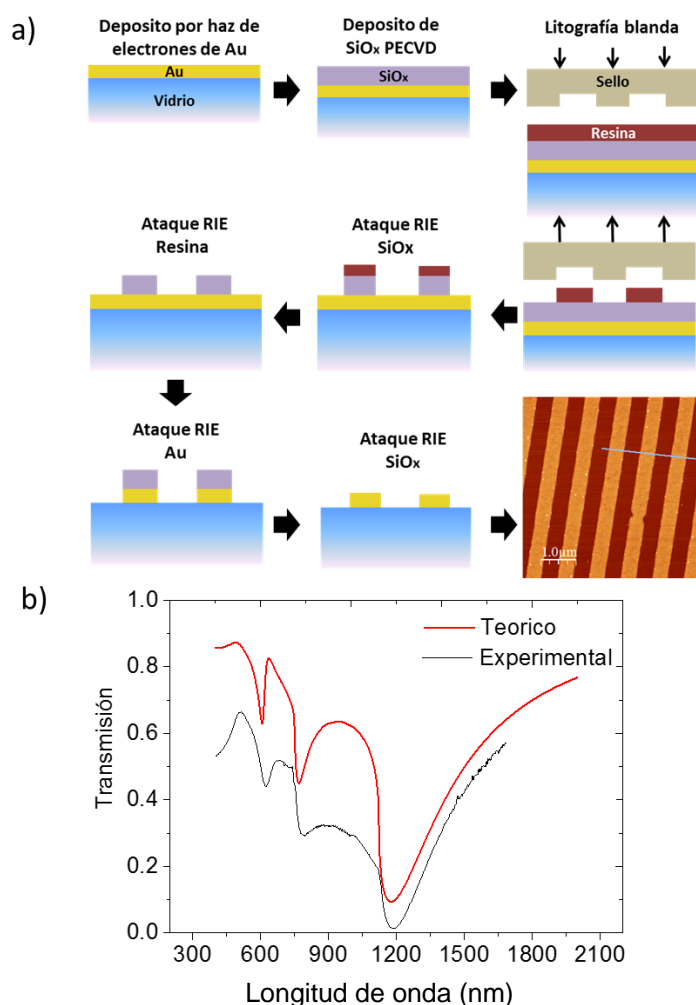 a)
Deposito por haz de
electrones de Au
Au
Vidrio
Deposito de
SiOx PECVD
SiOx
Litografía blanda
Sello
Resina
Ataque RIE
Resina
Ataque RIE
SiOx
Ataque RIE
Au
Ataque RIE
SiOx
1.0µm
b)
Transmisión
1.0
0.8
0.6
0.4
0.2
0.0
Teorico
Experimental
300 600 900 1200 1500 1800 2100
Longitud de onda (nm)